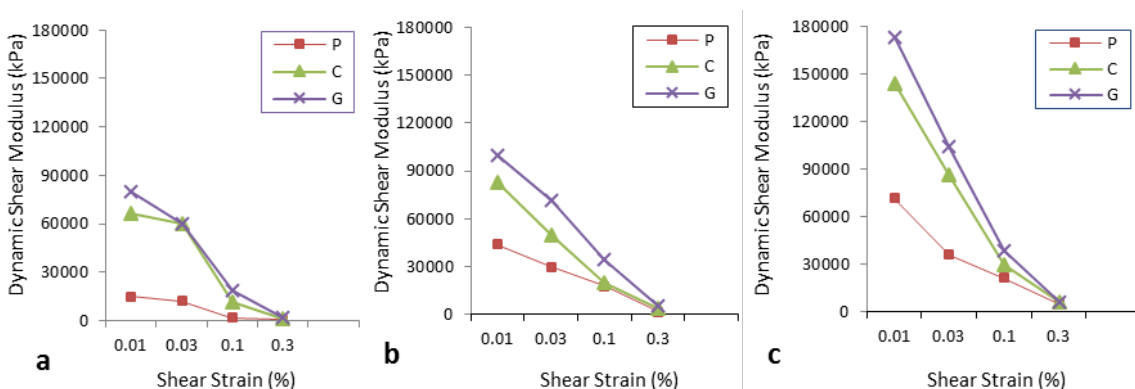 Dynamic Shear Modulus (kPa)
180000
150000
120000
90000
60000
30000
0
0.01 0.03 0.1 0.3
Shear Strain (%)
P
C
G
a
Dynamic Shear Modulus (kPa)
180000
150000
120000
90000
60000
30000
0
0.01 0.03 0.1 0.3
Shear Strain (%)
P
C
G
b
Dynamic Shear Modulus (kPa)
180000
150000
120000
90000
60000
30000
0
0.01 0.03 0.1 0.3
Shear Strain (%)
P
C
G
c